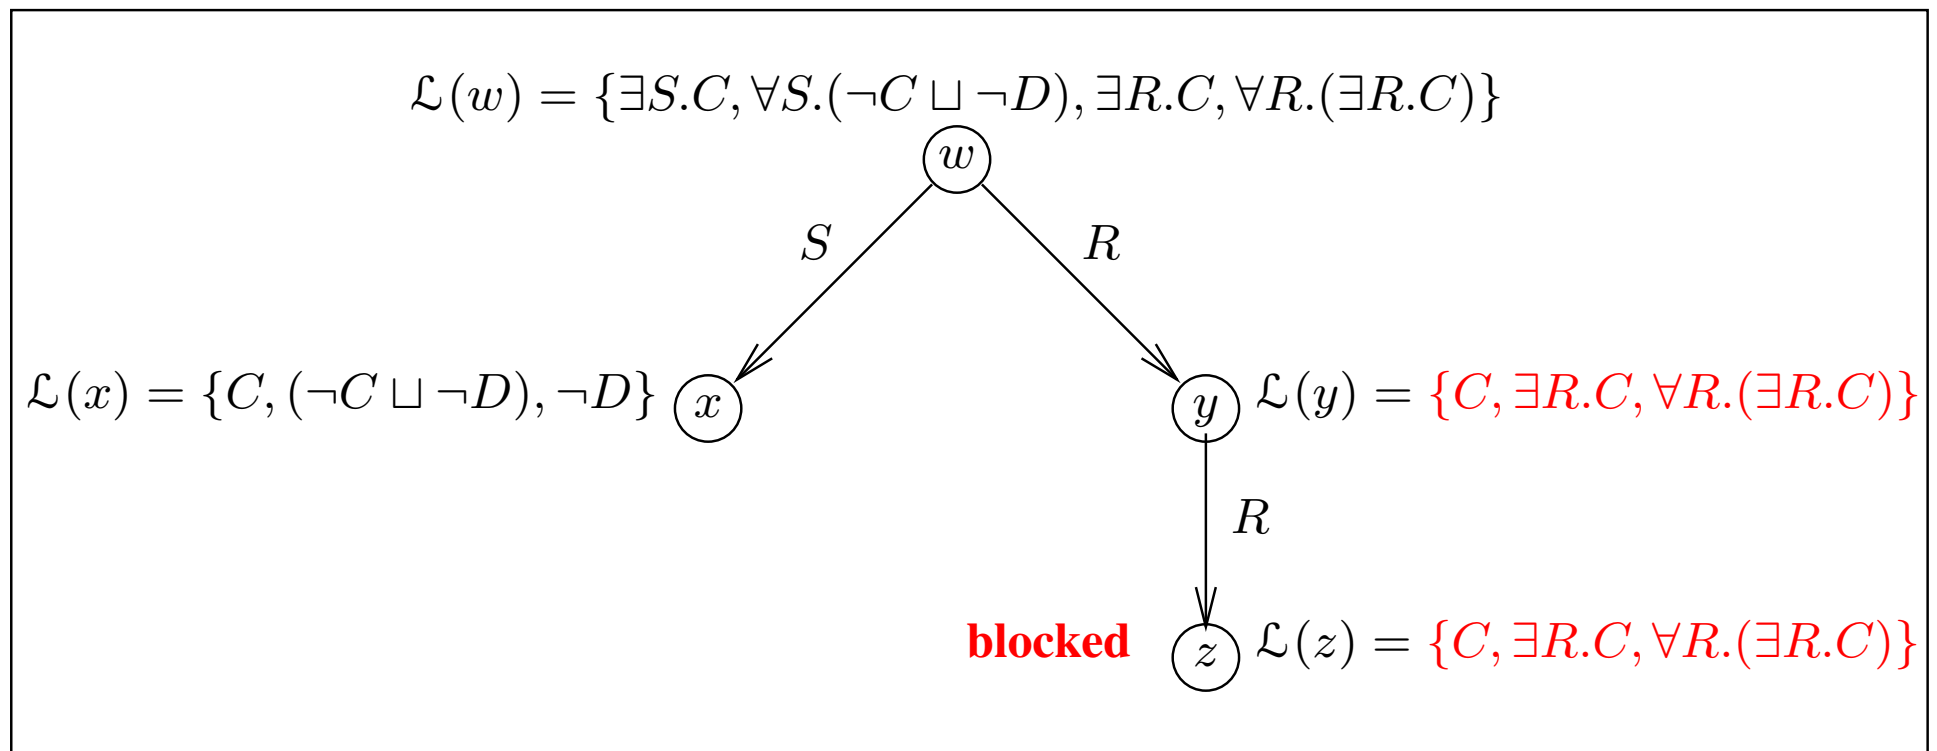 ℒ(w) = {∃S.C, ∀S.(¬C ⊔ ¬D), ∃R.C, ∀R.(∃R.C)}
w
S R
ℒ(x) = {C, (¬C ⊔ ¬D), ¬D} x y ℒ(y) = {C, ∃R.C, ∀R.(∃R.C)}
R
blocked z ℒ(z) = {C, ∃R.C, ∀R.(∃R.C)}